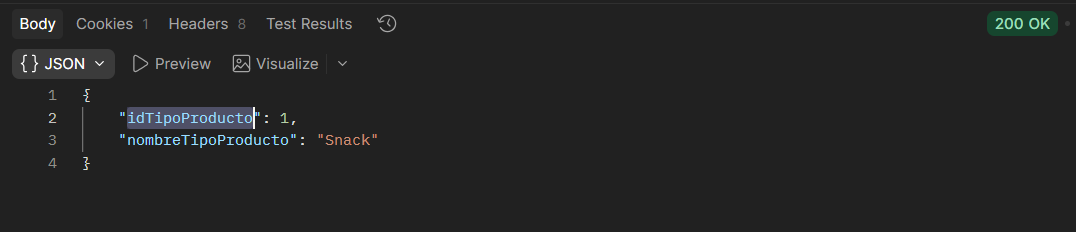 Body Cookies 1 Headers 8 Test Results 200 OK
{} JSON Preview Visualize
1 {
2 "idTipoProducto": 1,
3 "nombreTipoProducto": "Snack"
4 }